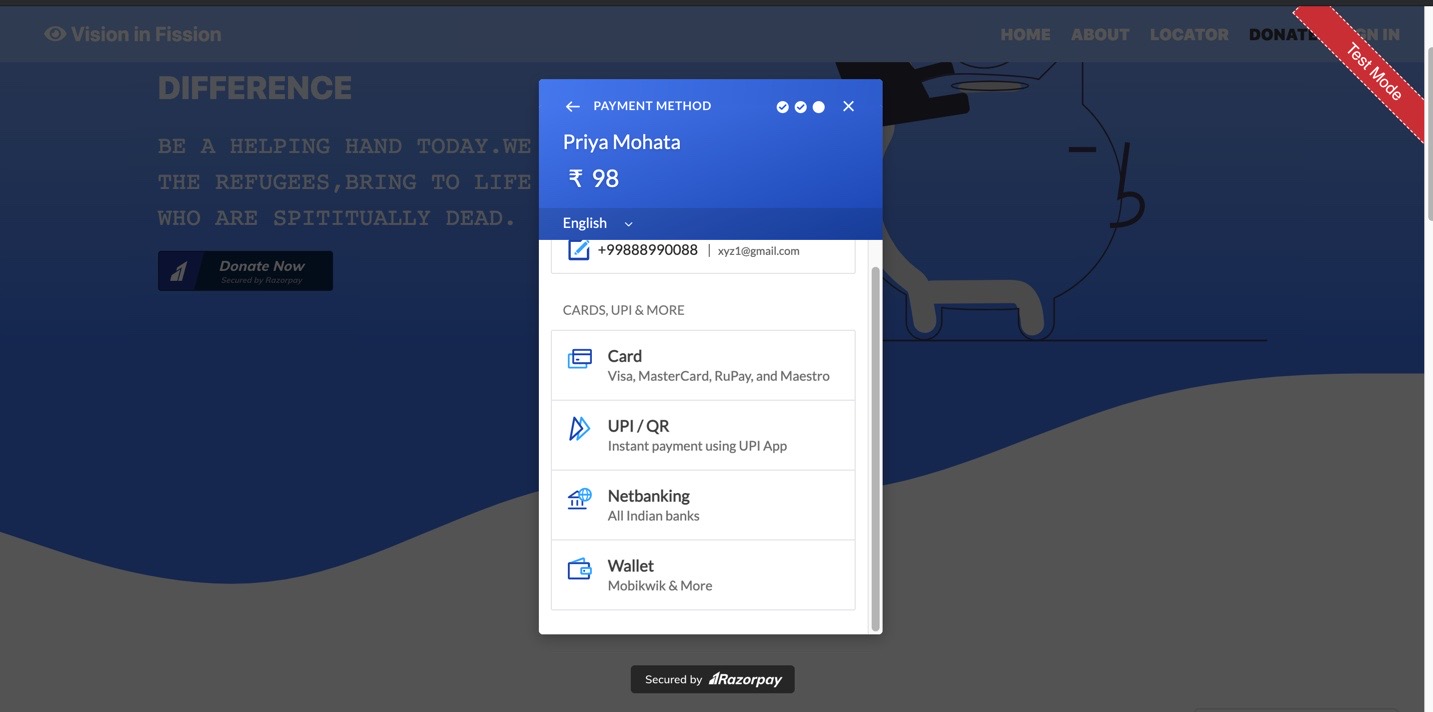 Vision in Fission
HOME ABOUT LOCATOR DONATE N IN
Test Mode
DIFFERENCE
BE A HELPING HAND TODAY.WE
THE REFUGEES,BRING TO LIFE
WHO ARE SPITITUALLY DEAD.
Donate Now
Secured by Razorpay
PAYMENT METHOD
Priya Mohata
₹ 98
English
+99888990088 | xyz1@gmail.com
CARDS, UPI & MORE
Card
Visa, MasterCard, RuPay, and Maestro
UPI / QR
Instant payment using UPI App
Netbanking
All Indian banks
Wallet
Mobikwik & More
Secured by Razorpay